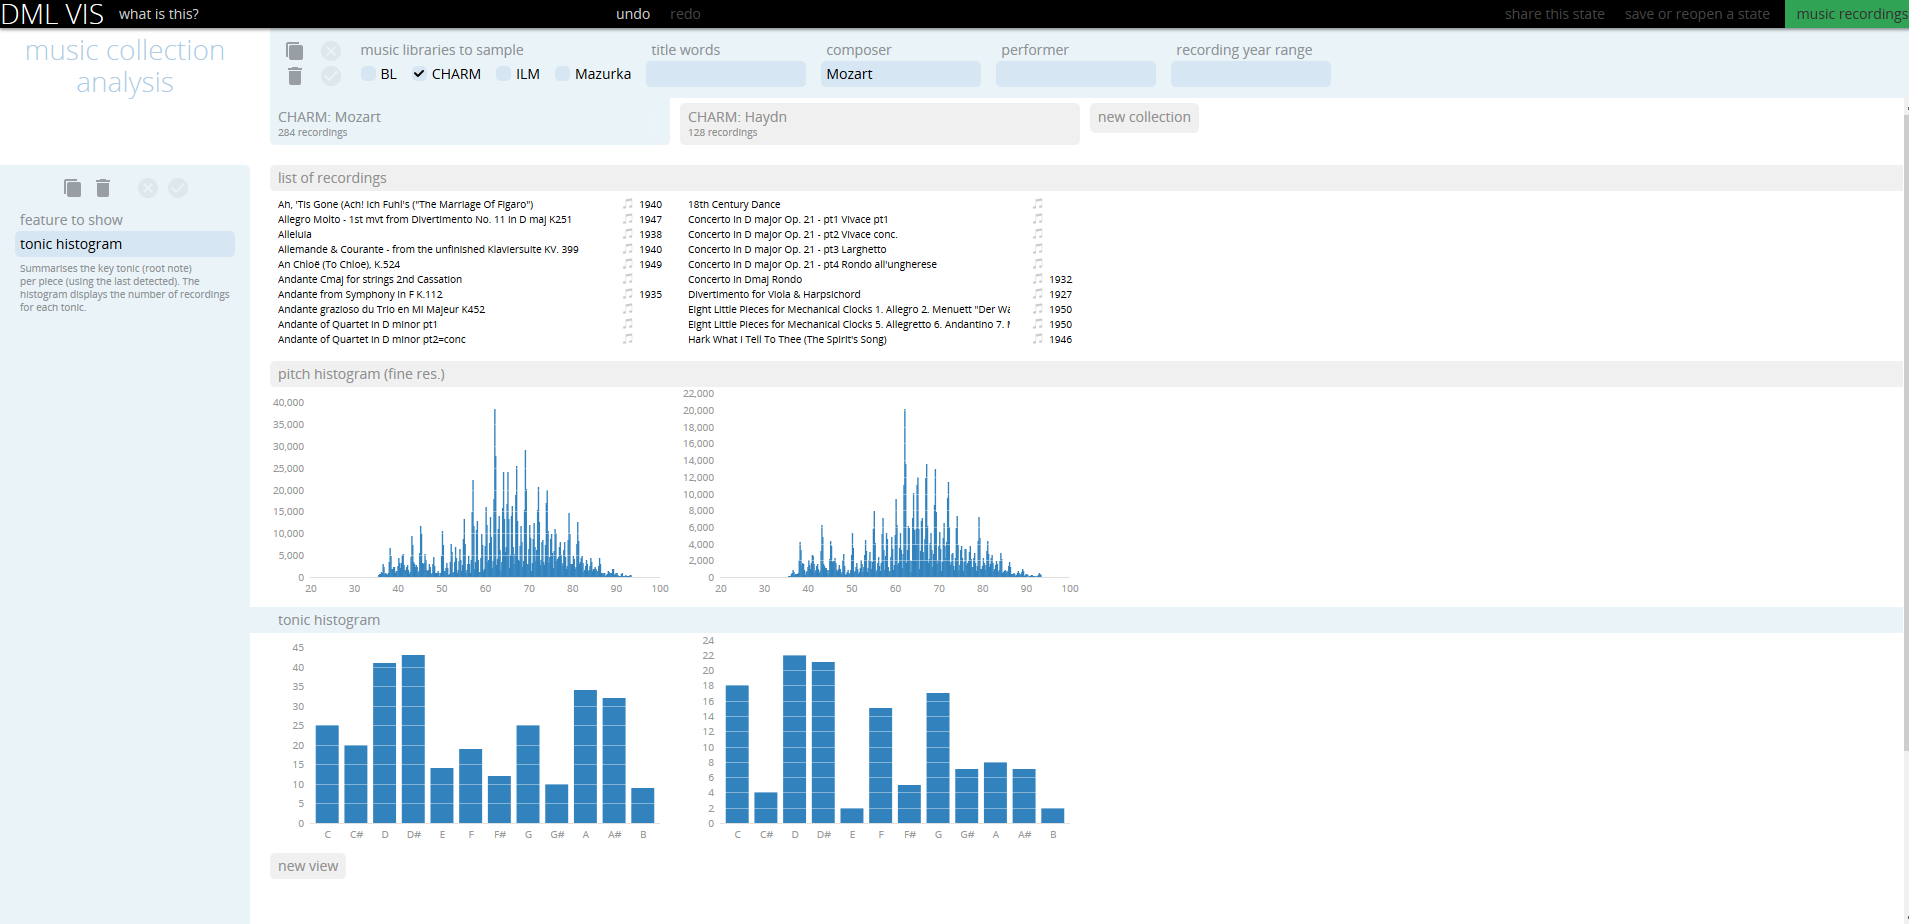 DML VIS what is this? undo redo share this state save or reopen a state music recordings
music collection
analysis
music libraries to sample title words composer performer recording year range
BL CHARM ILM Mazurka Mozart
CHARM: Mozart
284 recordings
CHARM: Haydn
128 recordings
new collection
feature to show
tonic histogram
Summarises the key tonic (root note)
per piece (using the last detected). The
histogram displays the number of recordings
for each tonic.
list of recordings
Ah, 'Tis Gone (Ach! Ich Fuhl's ("The Marriage Of Figaro") 1940
Allegro Molto - 1st mvt from Divertimento No. 11 in D maj K251 1947
Alleluia 1938
Allemande & Courante - from the unfinished Klaviersuite KV. 399 1940
An Chloë (To Chloe), K.524 1949
Andante Cmaj for strings 2nd Cassation
Andante from Symphony in F K.112 1935
Andante grazioso du Trio en Mi Majeur K452
Andante of Quartet in D minor pt1
Andante of Quartet in D minor pt2=conc
18th Century Dance
Concerto in D major Op. 21 - pt1 Vivace pt1
Concerto in D major Op. 21 - pt2 Vivace conc.
Concerto in D major Op. 21 - pt3 Larghetto
Concerto in D major Op. 21 - pt4 Rondo all'ungherese
Concerto in Dmaj Rondo 1932
Divertimento for Viola & Harpsichord 1927
Eight Little Pieces for Mechanical Clocks 1. Allegro 2. Menuett "Der Wa 1950
Eight Little Pieces for Mechanical Clocks 5. Allegretto 6. Andantino 7. 1950
Hark What I Tell To Thee (The Spirit's Song) 1946
pitch histogram (fine res.)
40,000
35,000
30,000
25,000
20,000
15,000
10,000
5,000
0
20 30 40 50 60 70 80 90 100
22,000
20,000
18,000
16,000
14,000
12,000
10,000
8,000
6,000
4,000
2,000
0
20 30 40 50 60 70 80 90 100
tonic histogram
45
40
35
30
25
20
15
10
5
0
C C# D D# E F F# G G# A A# B
24
22
20
18
16
14
12
10
8
6
4
2
0
C C# D D# E F F# G G# A A# B
new view